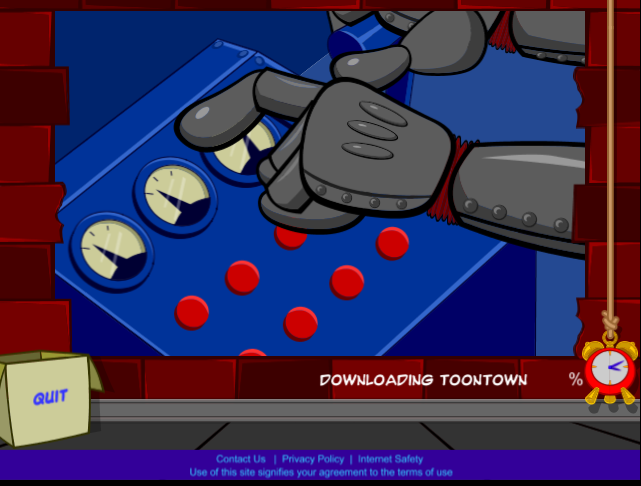 QUIT
DOWNLOADING TOONTOWN %
Contact Us | Privacy Policy | Internet Safety
Use of this site signifies your agreement to the terms of use